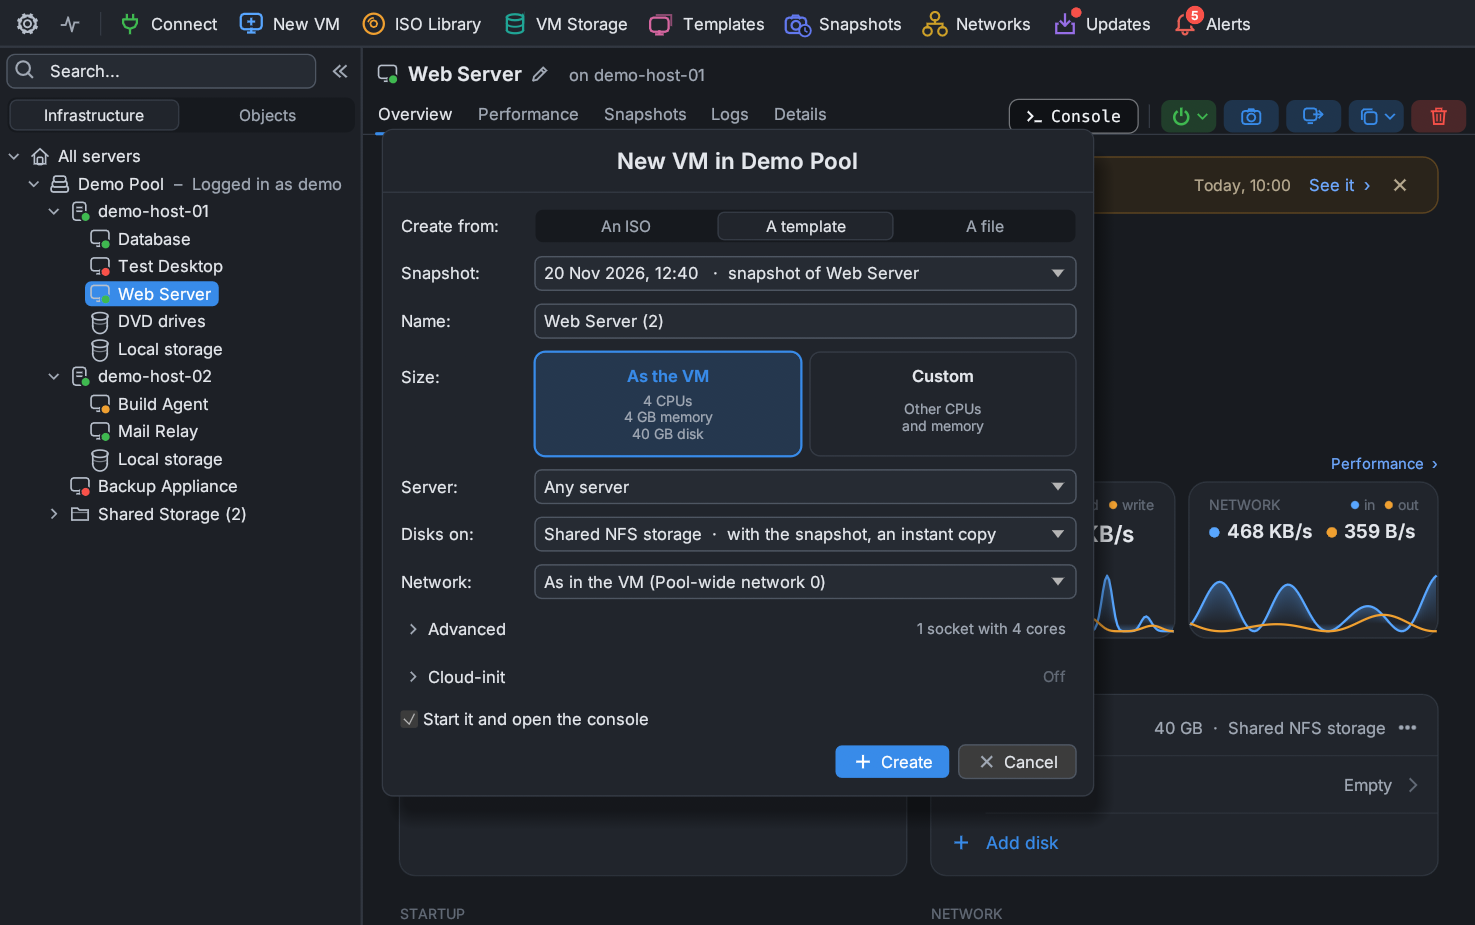 Connect New VM ISO Library VM Storage Templates Snapshots Networks Updates 5 Alerts
Search...
Infrastructure Objects
All servers
Demo Pool – Logged in as demo
demo-host-01
Database
Test Desktop
Web Server
DVD drives
Local storage
demo-host-02
Build Agent
Mail Relay
Local storage
Backup Appliance
Shared Storage (2)
Web Server on demo-host-01
Overview Performance Snapshots Logs Details
>_ Console
Today, 10:00 See it ›
New VM in Demo Pool
Create from: An ISO A template A file
Snapshot: 20 Nov 2026, 12:40 · snapshot of Web Server
Name: Web Server (2)
Size:
As the VM
4 CPUs
4 GB memory
40 GB disk
Custom
Other CPUs
and memory
Server: Any server
Disks on: Shared NFS storage · with the snapshot, an instant copy
Network: As in the VM (Pool-wide network 0)
Advanced 1 socket with 4 cores
Cloud-init Off
Start it and open the console
Create Cancel
Performance ›
write
KB/s
NETWORK in out
468 KB/s 359 B/s
40 GB · Shared NFS storage
Empty
Add disk
STARTUP
NETWORK